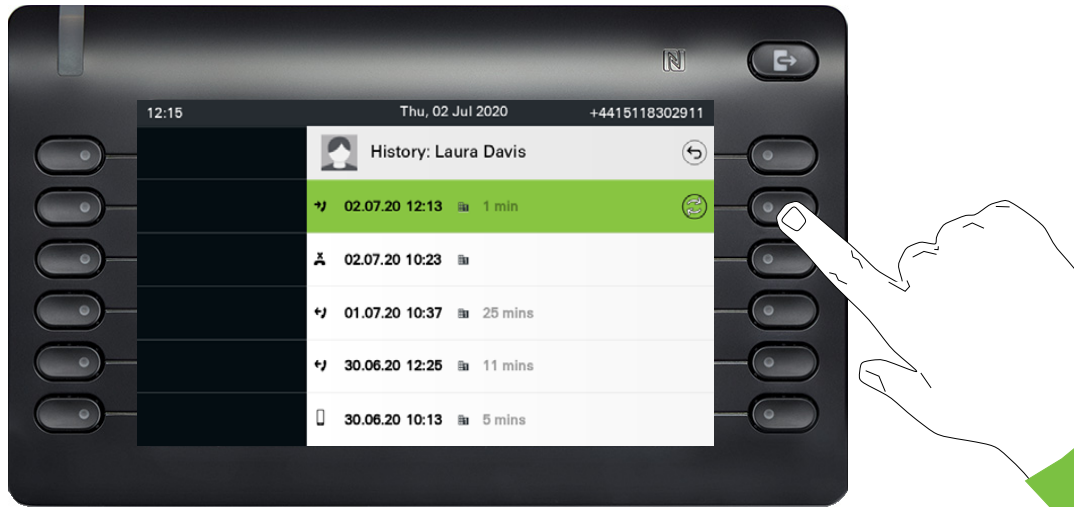 12:15 Thu, 02 Jul 2020 +4415118302911
History: Laura Davis
02.07.20 12:13 1 min
02.07.20 10:23
01.07.20 10:37 25 mins
30.06.20 12:25 11 mins
30.06.20 10:13 5 mins